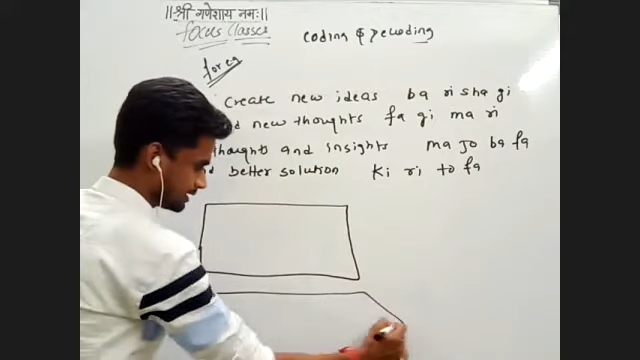 ||श्री गणेशाय नमः||
focus classes
coding & Decoding
for eg
create new ideas ba ri sha gi
new thoughts fa gi ma ri
thoughts and insights ma jo ba fa
better solution ki ri to fa